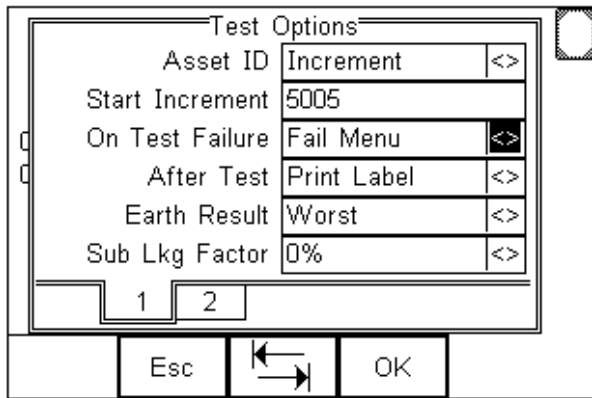 Test Options
Asset ID Increment <>
Start Increment 5005
On Test Failure Fail Menu <>
After Test Print Label <>
Earth Result Worst <>
Sub Lkg Factor 0% <>
1 2
Esc OK